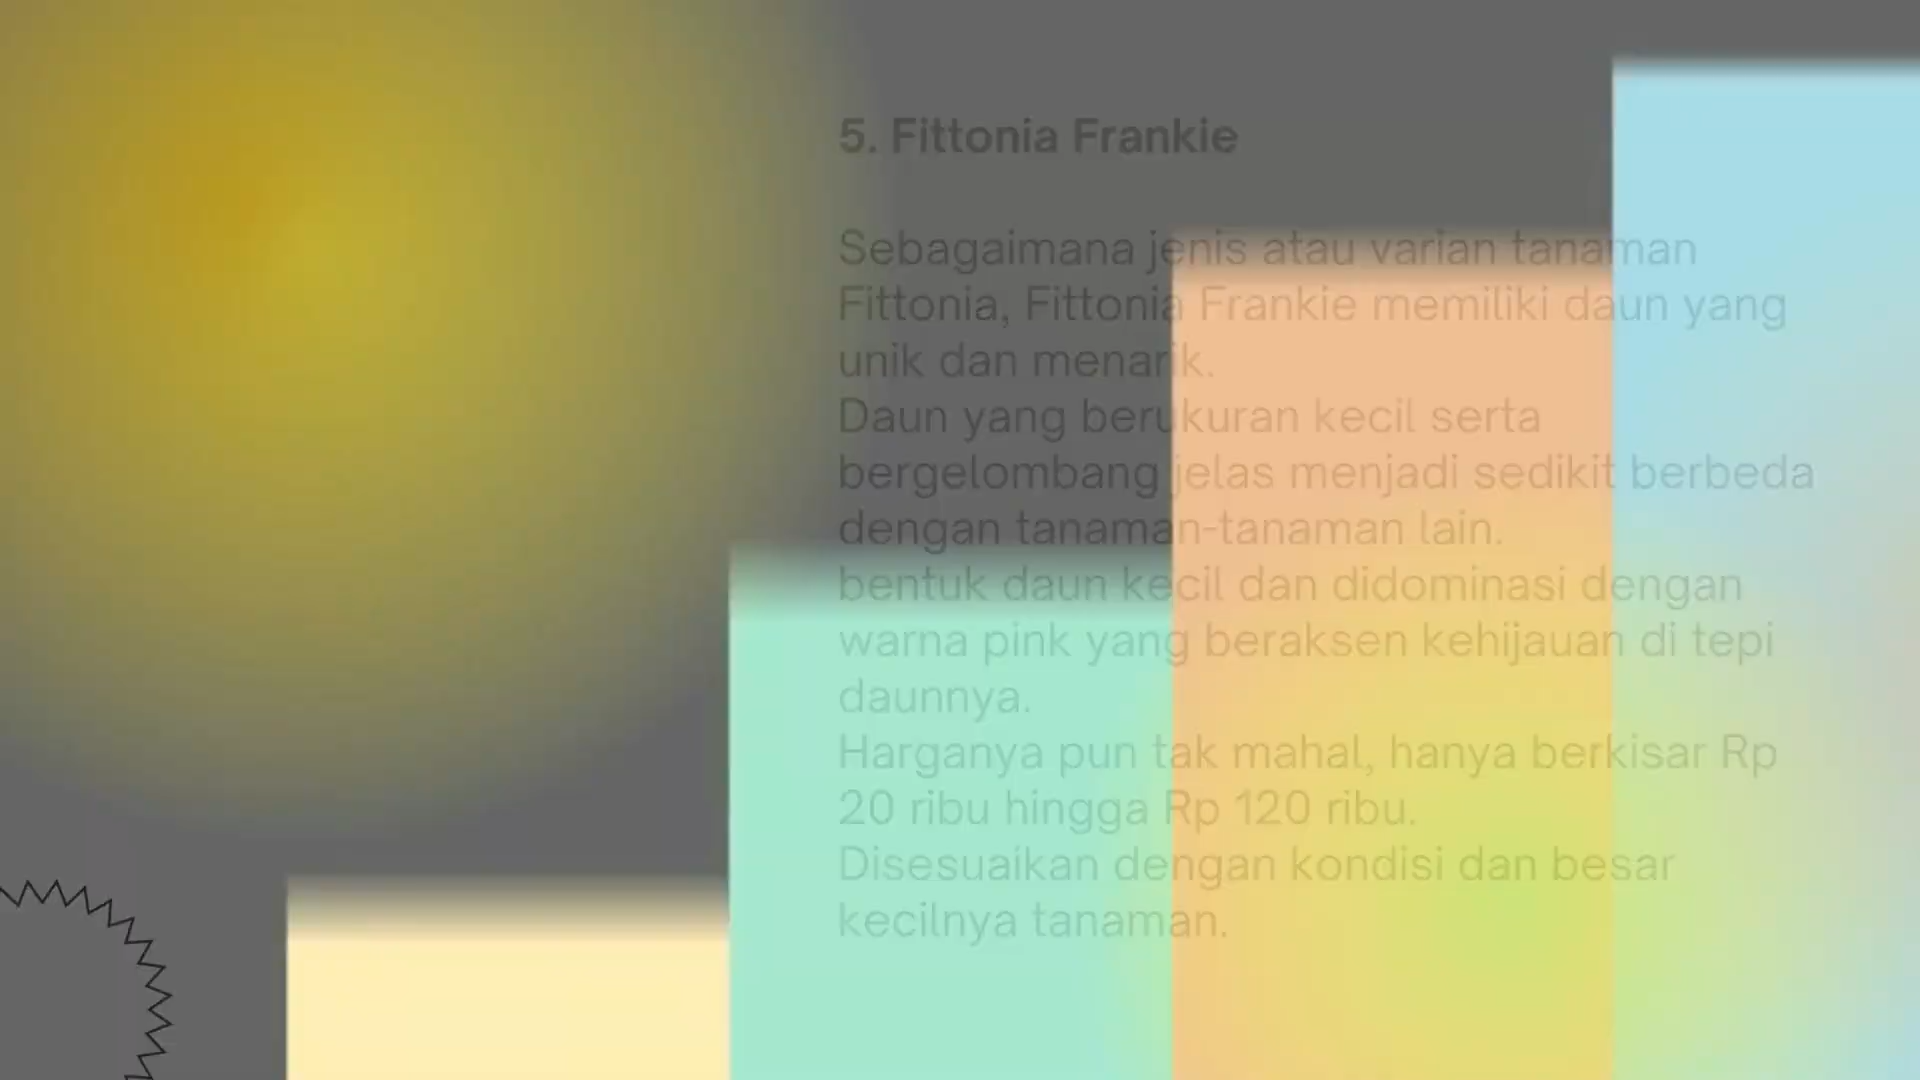 5. Fittonia Frankie
Sebagaimana jenis atau varian tanaman
Fittonia, Fittonia Frankie memiliki daun yang
unik dan menarik.
Daun yang berukuran kecil serta
bergelombang jelas menjadi sedikit berbeda
dengan tanaman-tanaman lain.
bentuk daun kecil dan didominasi dengan
warna pink yang beraksen kehijauan di tepi
daunnya.
Harganya pun tak mahal, hanya berkisar Rp
20 ribu hingga Rp 120 ribu.
Disesuaikan dengan kondisi dan besar
kecilnya tanaman.